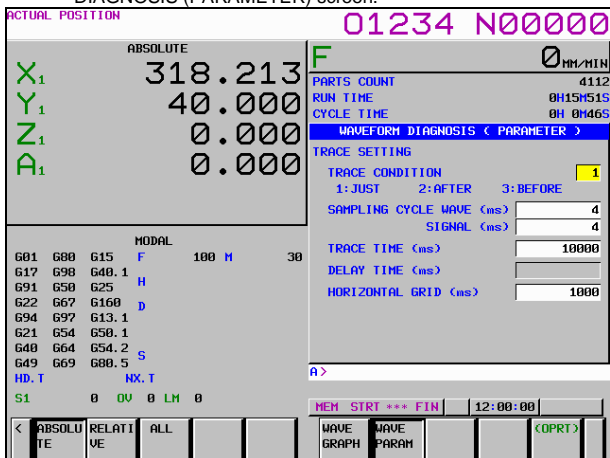 DIAGNOSIS (PARAMETER) screen.
ACTUAL POSITION
O1234 N00000
ABSOLUTE
X1 318.213
Y1 40.000
Z1 0.000
A1 0.000
F 0 MM/MIN
PARTS COUNT 4112
RUN TIME 0H15M51S
CYCLE TIME 0H 0M46S
WAVEFORM DIAGNOSIS ( PARAMETER )
TRACE SETTING
TRACE CONDITION 1
1:JUST 2:AFTER 3:BEFORE
SAMPLING CYCLE WAVE (ms) 4
SIGNAL (ms) 4
TRACE TIME (ms) 10000
DELAY TIME (ms)
HORIZONTAL GRID (ms) 1000
MODAL
G01 G80 G15 F 100 M 30
G17 G98 G40.1
G91 G50 G25 H
G22 G67 G160 D
G94 G97 G13.1
G21 G54 G50.1
G40 G64 G54.2 S
G49 G69 G80.5
HD.T NX.T
S1 0 OV 0 LM 0
A>
MEM STRT *** FIN 12:00:00
< ABSOLU RELATI ALL
TE VE
WAVE WAVE (OPRT)
GRAPH PARAM